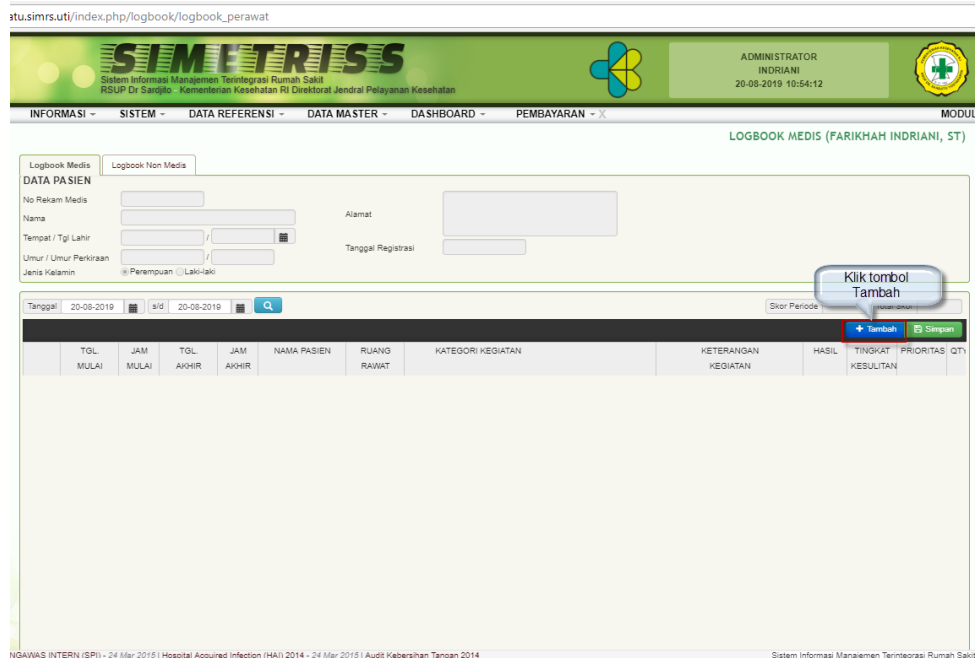 atu.simrs.uti/index.php/logbook/logbook_perawat
SIMETRISS
Sistem Informasi Manajemen Terintegrasi Rumah Sakit
RSUP Dr Sardjito - Kementerian Kesehatan RI Direktorat Jendral Pelayanan Kesehatan
ADMINISTRATOR
INDRIANI
20-08-2019 10:54:12
INFORMASI SISTEM DATA REFERENSI DATA MASTER DASHBOARD PEMBAYARAN X MODUL
LOGBOOK MEDIS (FARIKHAH INDRIANI, ST)
Logbook Medis Logbook Non Medis
DATA PASIEN
No Rekam Medis
Nama
Alamat
Tempat / Tgl Lahir /
Tanggal Registrasi
Umur / Umur Perkiraan /
Jenis Kelamin Perempuan Laki-laki
Klik tombol
Tambah
Tanggal 20-08-2019 s/d 20-08-2019 Skor Periode Total Skor
+ Tambah Simpan
TGL. MULAI JAM MULAI TGL. AKHIR JAM AKHIR NAMA PASIEN RUANG RAWAT KATEGORI KEGIATAN KETERANGAN KEGIATAN HASIL TINGKAT KESULITAN PRIORITAS QTY
NGAWAS INTERN (SPI) - 24 Mar 2015 | Hospital Acquired Infection (HAI) 2014 - 24 Mar 2015 | Audit Kebersihan Tangan 2014 Sistem Informasi Manajemen Terintegrasi Rumah Sakit